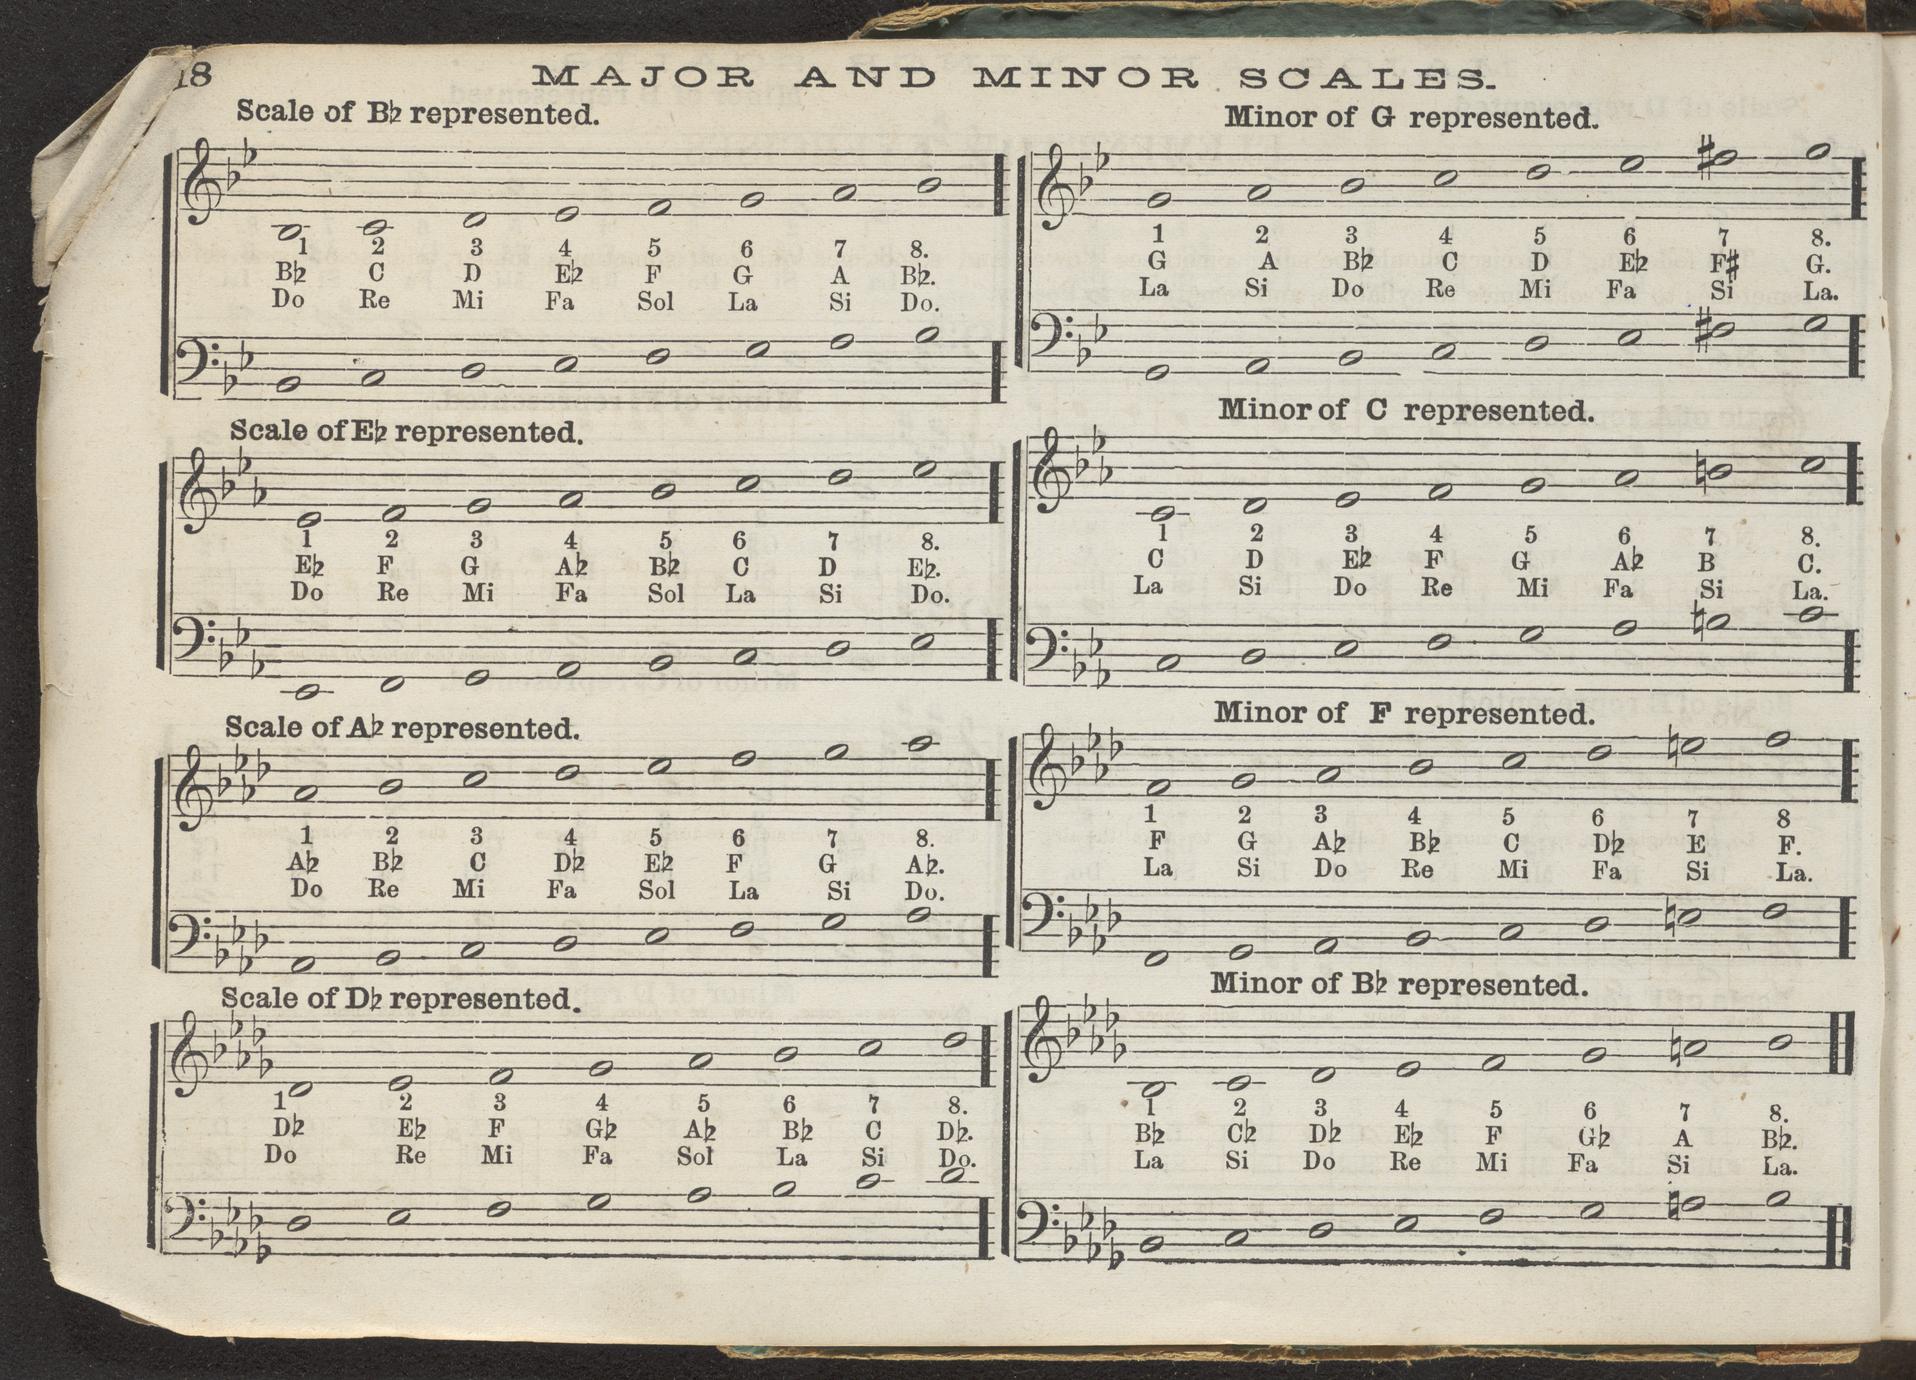 18
MAJOR AND MINOR SCALES.
Scale of B♭ represented.
1 2 3 4 5 6 7 8.
B♭ C D E♭ F G A B♭.
Do Re Mi Fa Sol La Si Do.
Minor of G represented.
1 2 3 4 5 6 7 8.
G A B♭ C D E♭ F♯ G.
La Si Do Re Mi Fa Si La.
Scale of E♭ represented.
1 2 3 4 5 6 7 8.
E♭ F G A♭ B♭ C D E♭.
Do Re Mi Fa Sol La Si Do.
Minor of C represented.
1 2 3 4 5 6 7 8.
C D E♭ F G A♭ B C.
La Si Do Re Mi Fa Si La.
Scale of A♭ represented.
1 2 3 4 5 6 7 8.
A♭ B♭ C D♭ E♭ F G A♭.
Do Re Mi Fa Sol La Si Do.
Minor of F represented.
1 2 3 4 5 6 7 8
F G A♭ B♭ C D♭ E F.
La Si Do Re Mi Fa Si La.
Scale of D♭ represented.
1 2 3 4 5 6 7 8.
D♭ E♭ F G♭ A♭ B♭ C D♭.
Do Re Mi Fa Sol La Si Do.
Minor of B♭ represented.
1 2 3 4 5 6 7 8.
B♭ C♭ D♭ E♭ F G♭ A B♭.
La Si Do Re Mi Fa Si La.